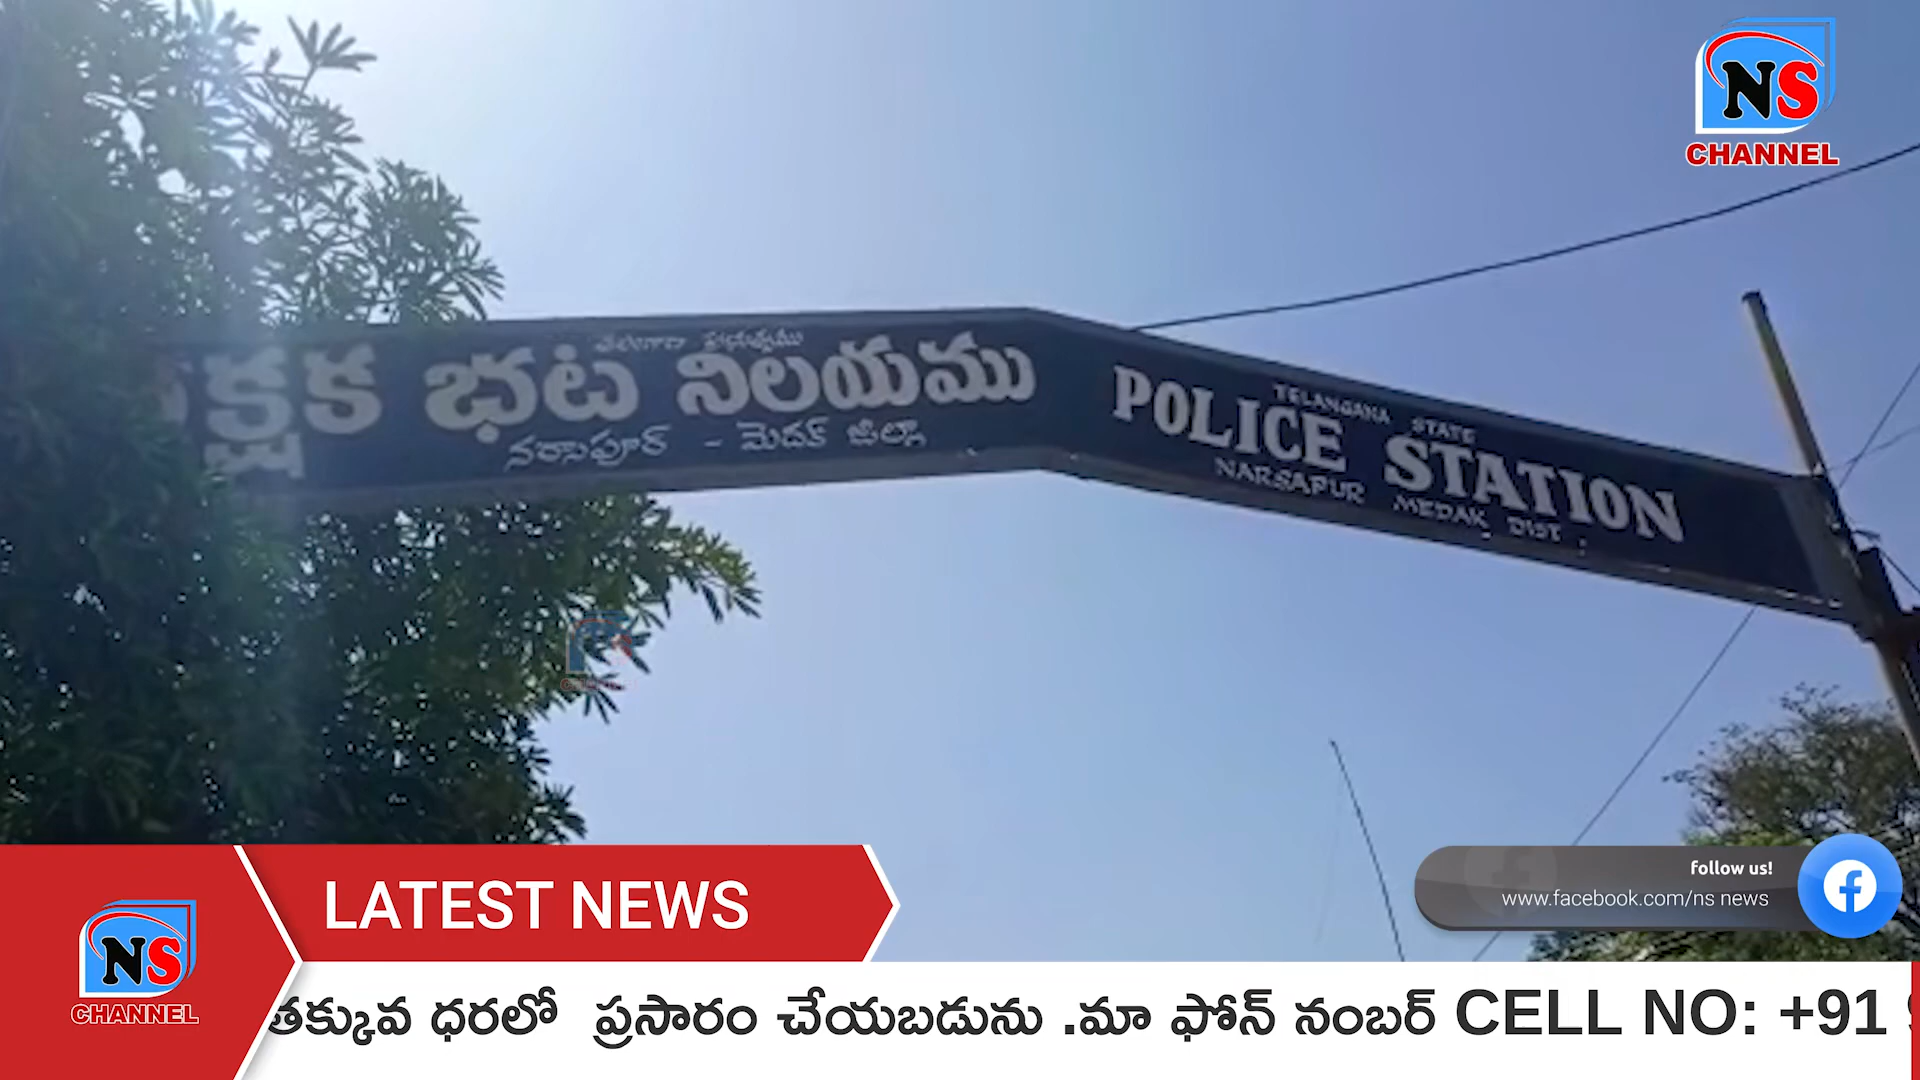 NS
CHANNEL
తెలంగాణ ప్రభుత్వము
క్షక భట నిలయము
నర్సాపూర్ - మెదక్ జిల్లా
TELANGANA STATE
POLICE STATION
NARSAPUR MEDAK DIST
LATEST NEWS
follow us!
www.facebook.com/ns news
NS
CHANNEL
తక్కువ ధరలో ప్రసారం చేయబడును .మా ఫోన్ నంబర్ CELL NO: +91